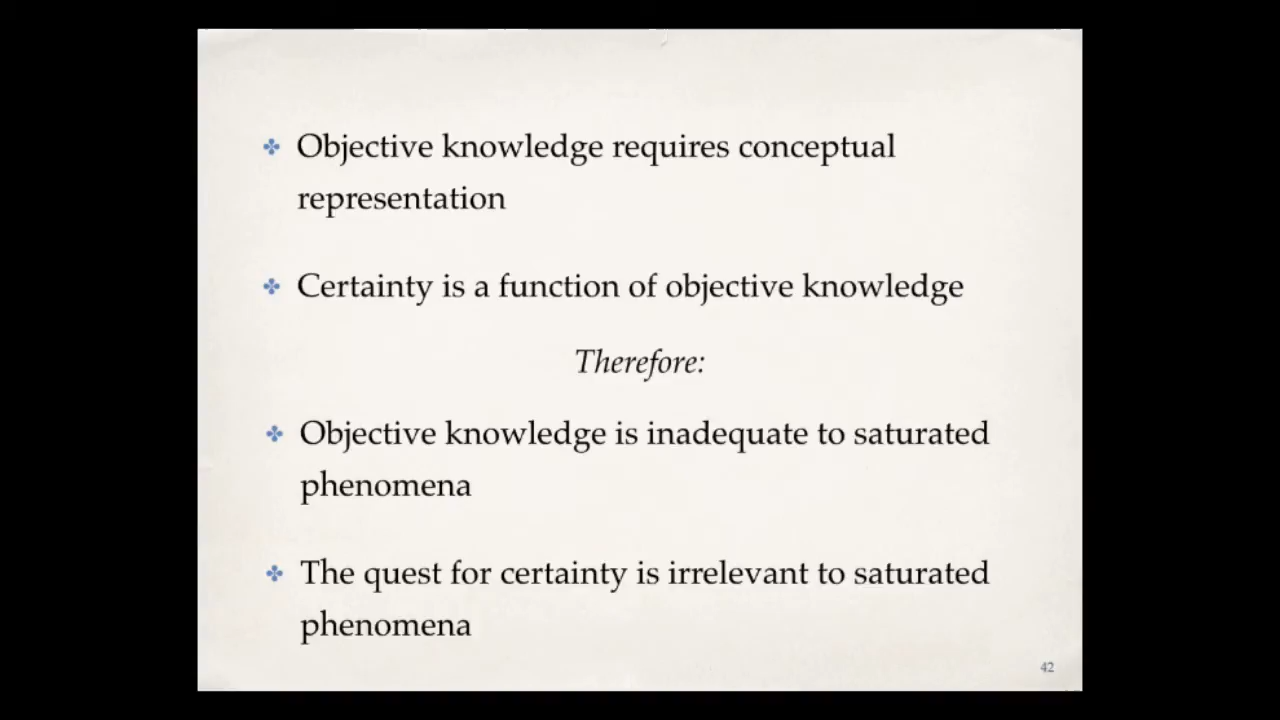 Objective knowledge requires conceptual
representation
Certainty is a function of objective knowledge
Therefore:
Objective knowledge is inadequate to saturated
phenomena
The quest for certainty is irrelevant to saturated
phenomena
42